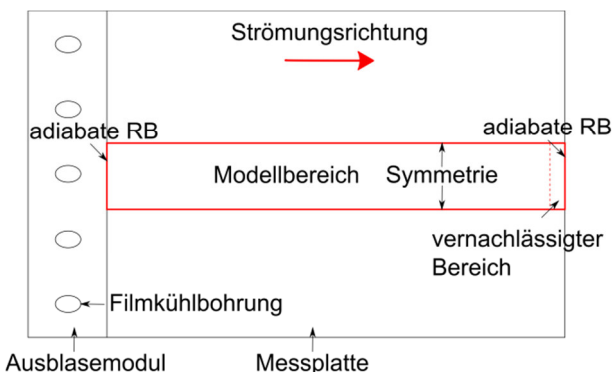 Strömungsrichtung
adiabate RB
adiabate RB
Modellbereich
Symmetrie
vernachlässigter
Bereich
Filmkühlbohrung
Ausblasemodul
Messplatte